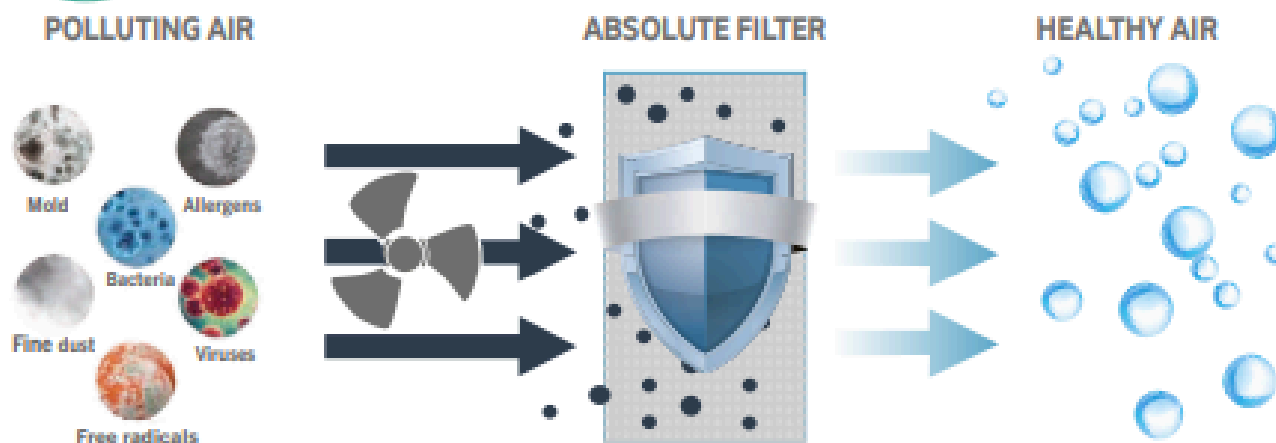 POLLUTING AIR
ABSOLUTE FILTER
HEALTHY AIR
Mold
Allergens
Bacteria
Fine dust
Viruses
Free radicals